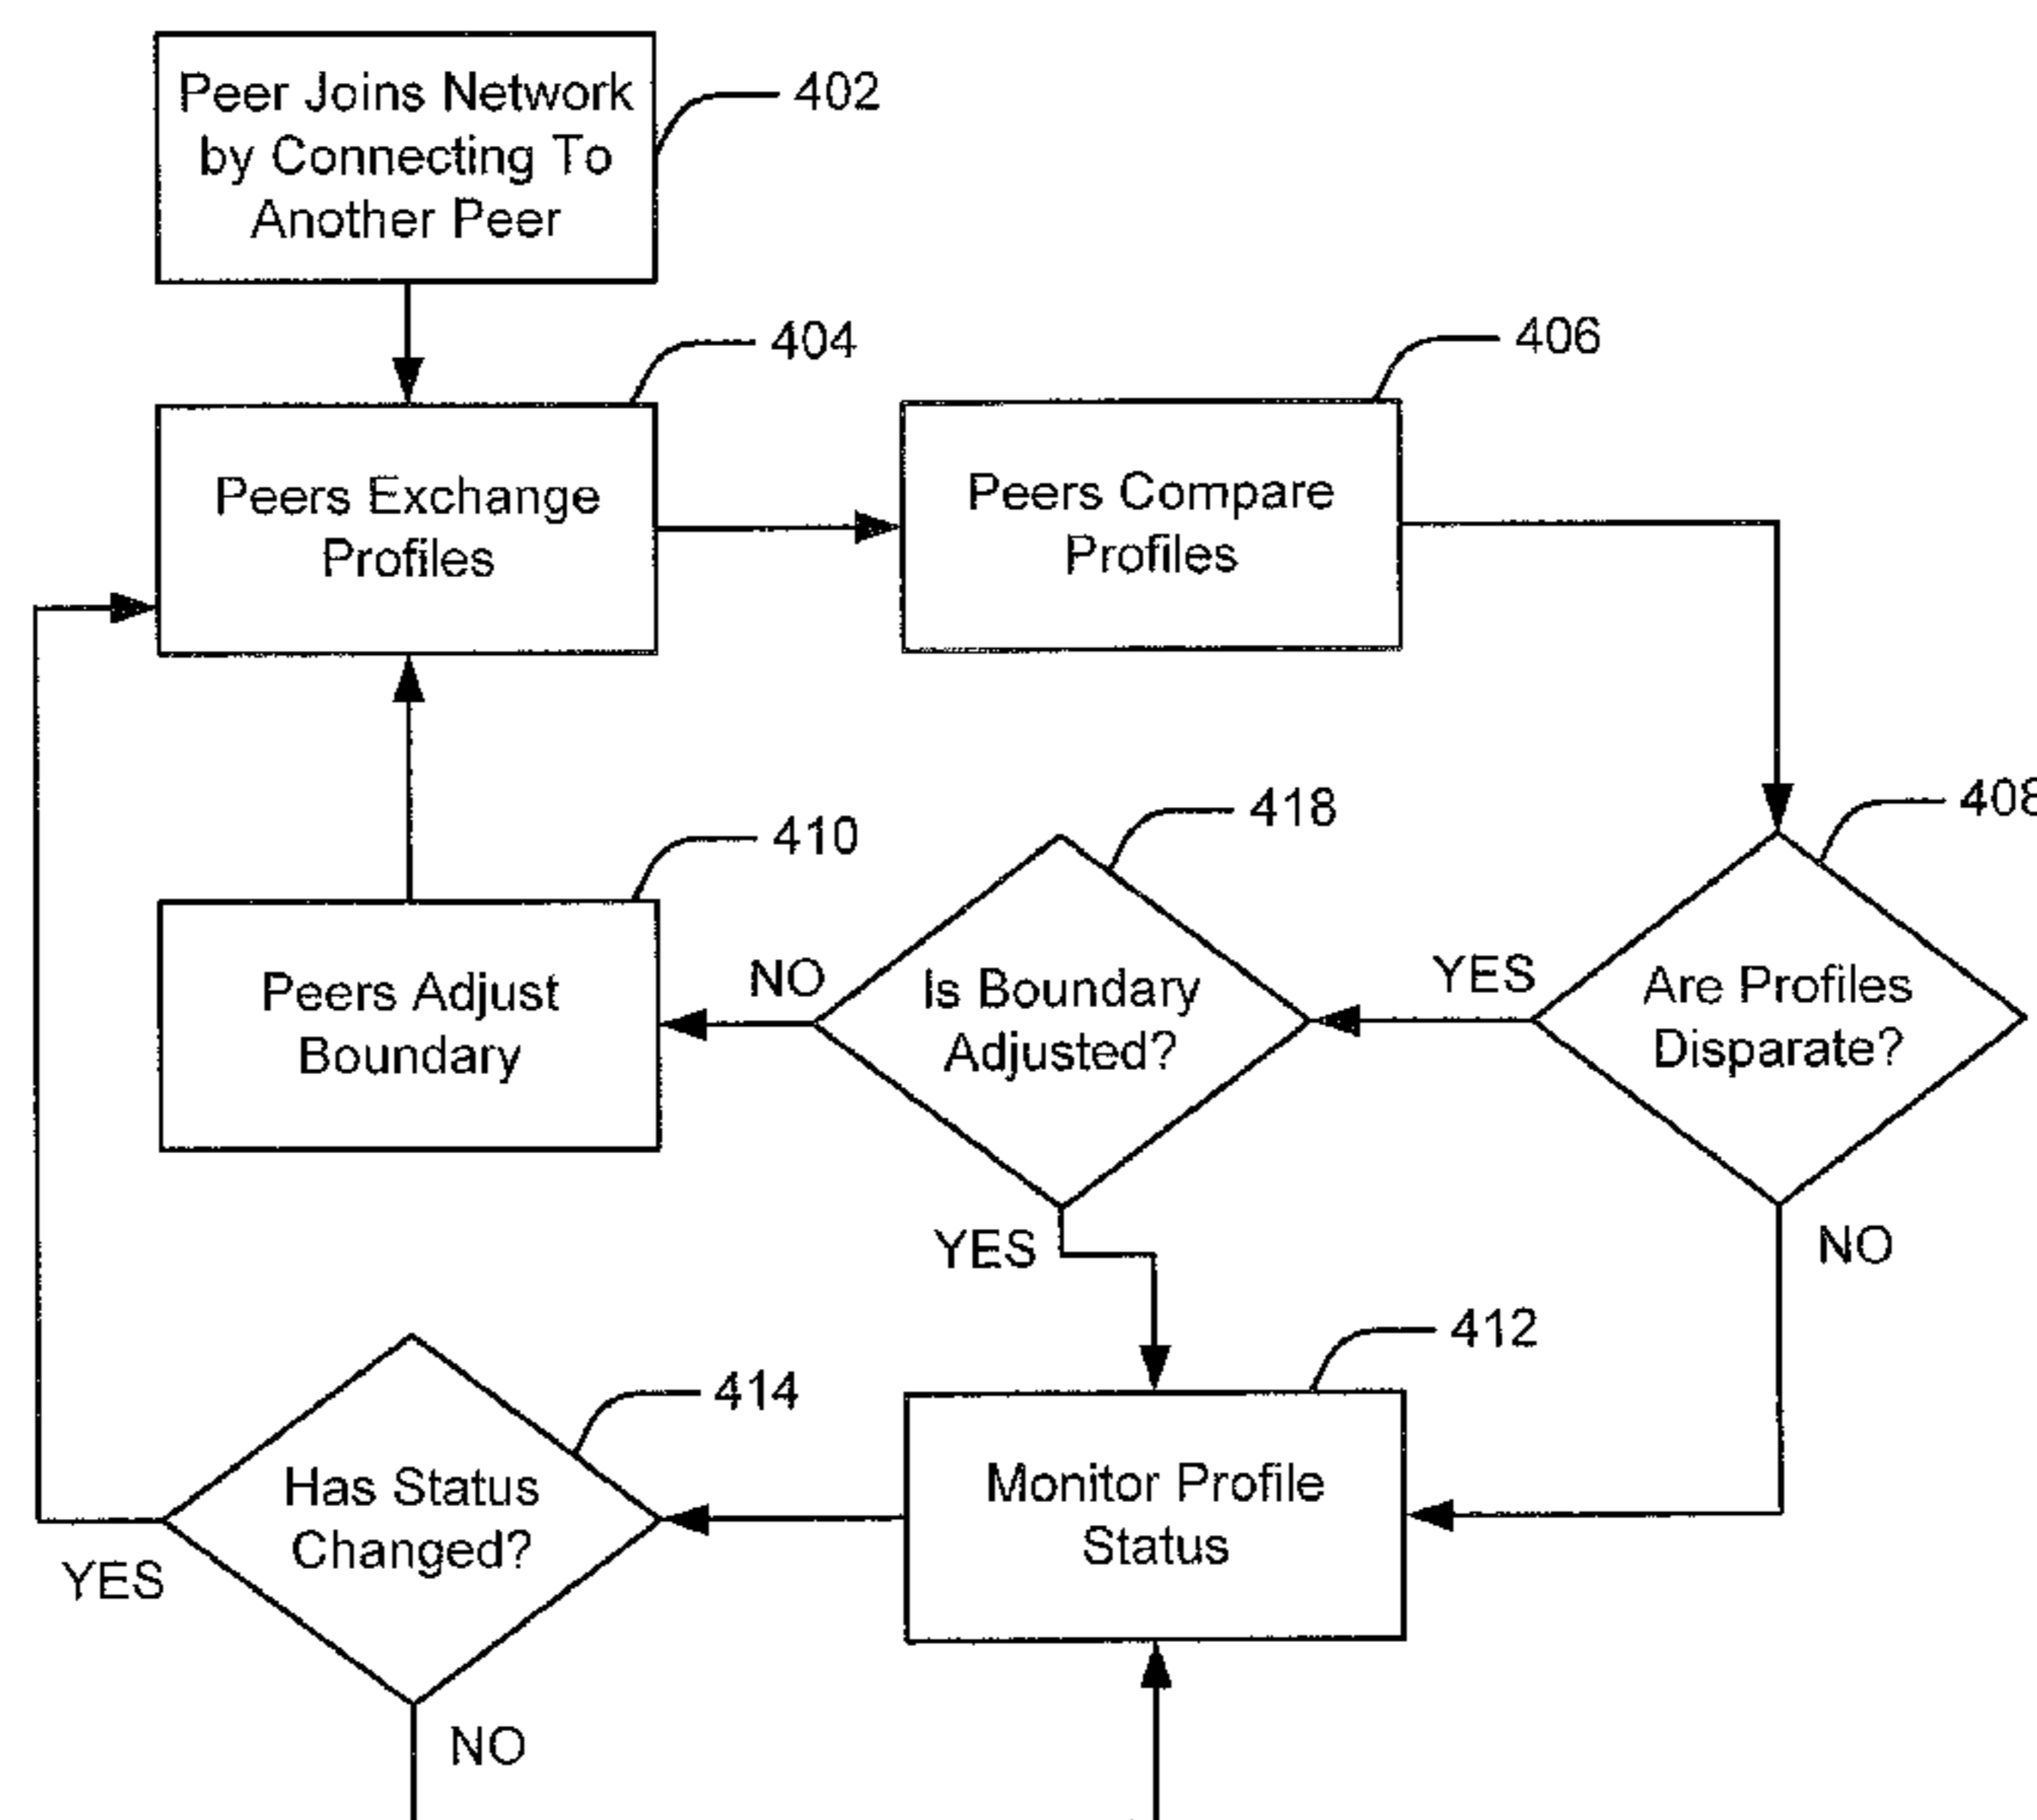 Peer Joins Network
by Connecting To
Another Peer
402
404
406
Peers Exchange
Profiles
Peers Compare
Profiles
408
418
410
Peers Adjust
Boundary
NO
Is Boundary
Adjusted?
YES
Are Profiles
Disparate?
YES
NO
412
414
Has Status
Changed?
Monitor Profile
Status
YES
NO